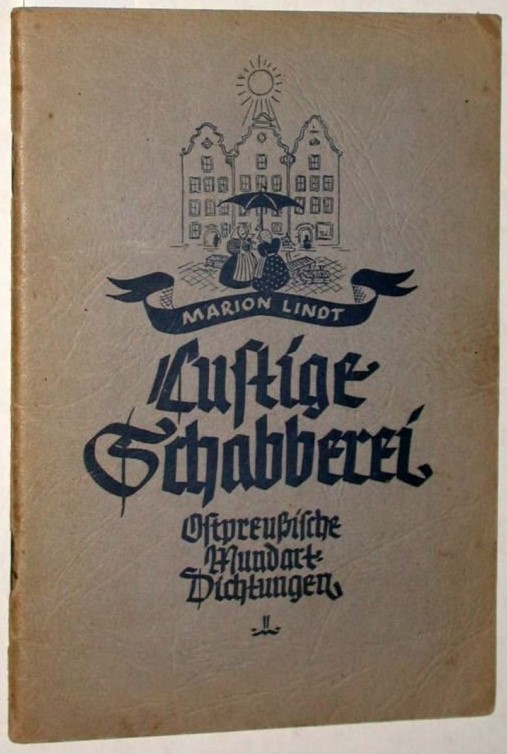 MARION LINDT
Lustige
Schabberei
Ostpreußische
Mundart-
Dichtungen
II